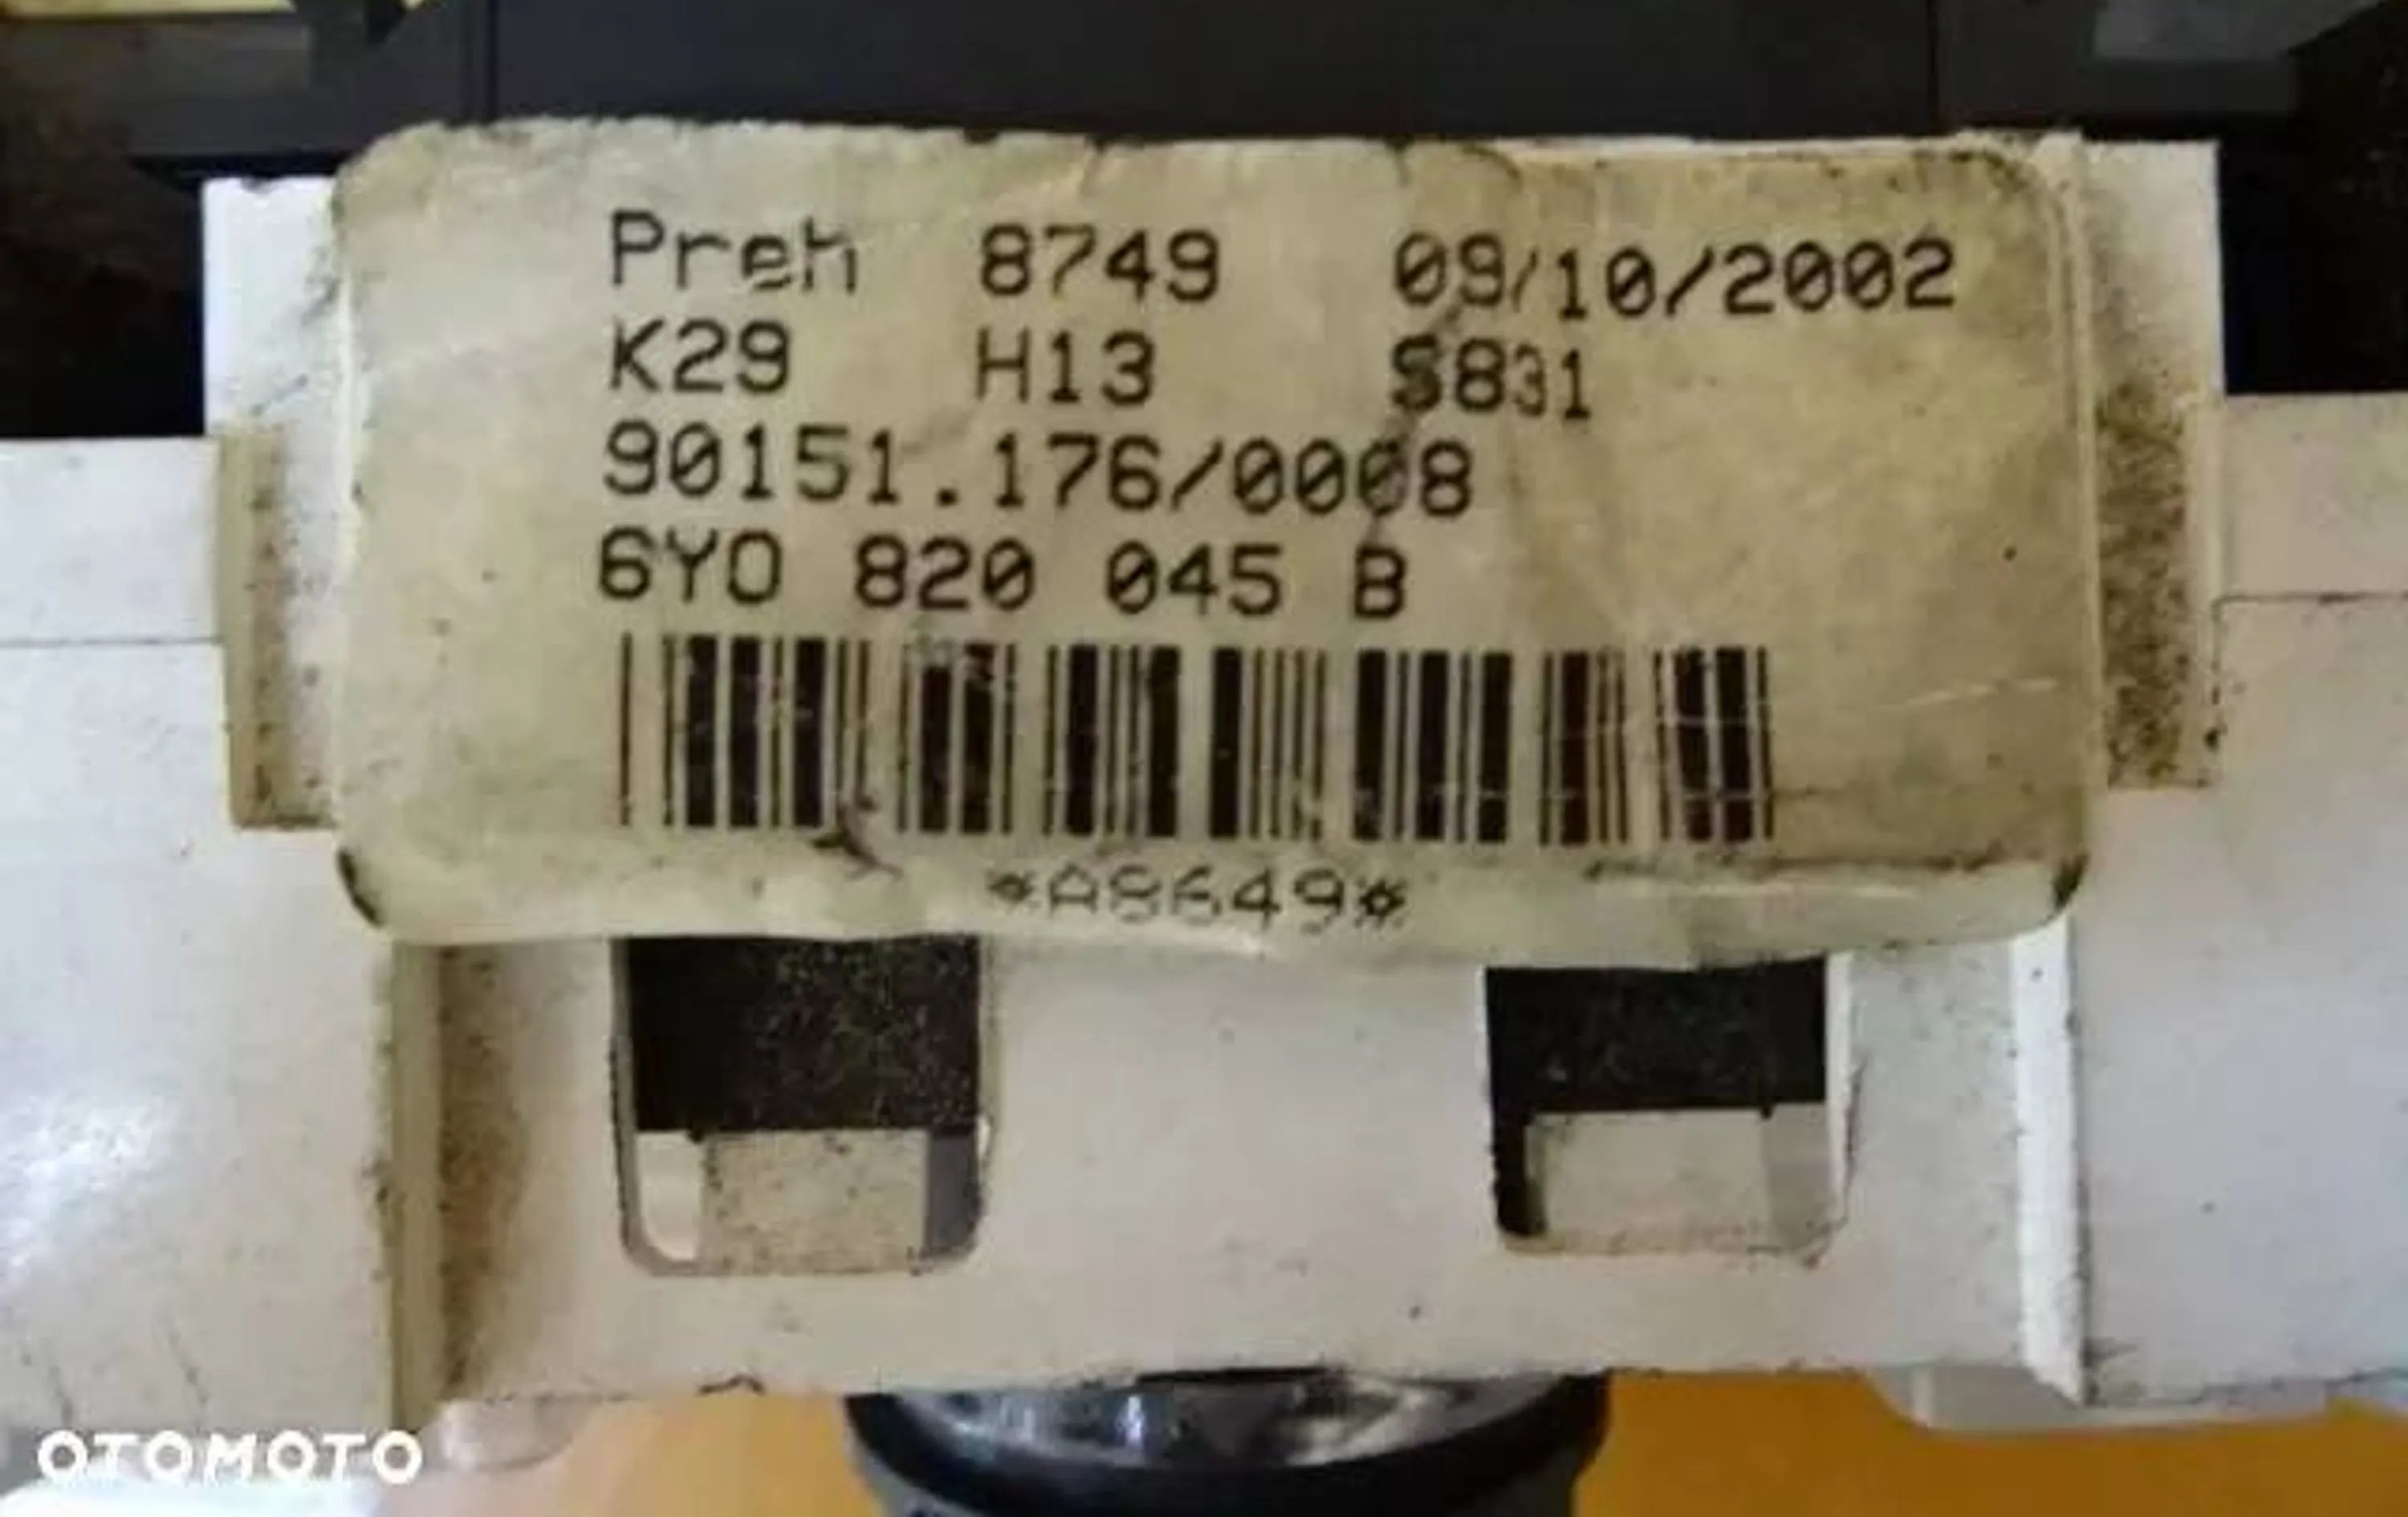 Preh 8749 09/10/2002
K29 H13 S831
90151.176/0008
6Y0 820 045 B
*A8649*
OTOMOTO